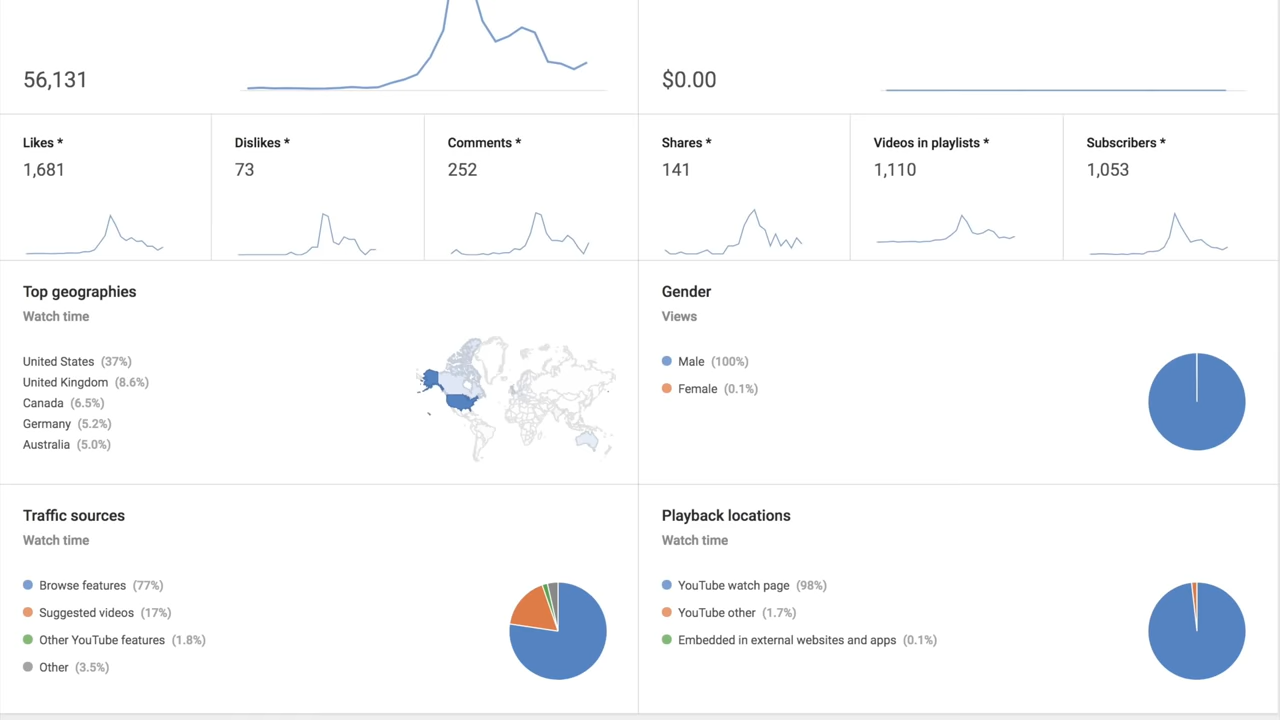 56,131
$0.00
Likes *
1,681
Dislikes *
73
Comments *
252
Shares *
141
Videos in playlists *
1,110
Subscribers *
1,053
Top geographies
Watch time
United States (37%)
United Kingdom (8.6%)
Canada (6.5%)
Germany (5.2%)
Australia (5.0%)
Gender
Views
Male (100%)
Female (0.1%)
Traffic sources
Watch time
Browse features (77%)
Suggested videos (17%)
Other YouTube features (1.8%)
Other (3.5%)
Playback locations
Watch time
YouTube watch page (98%)
YouTube other (1.7%)
Embedded in external websites and apps (0.1%)